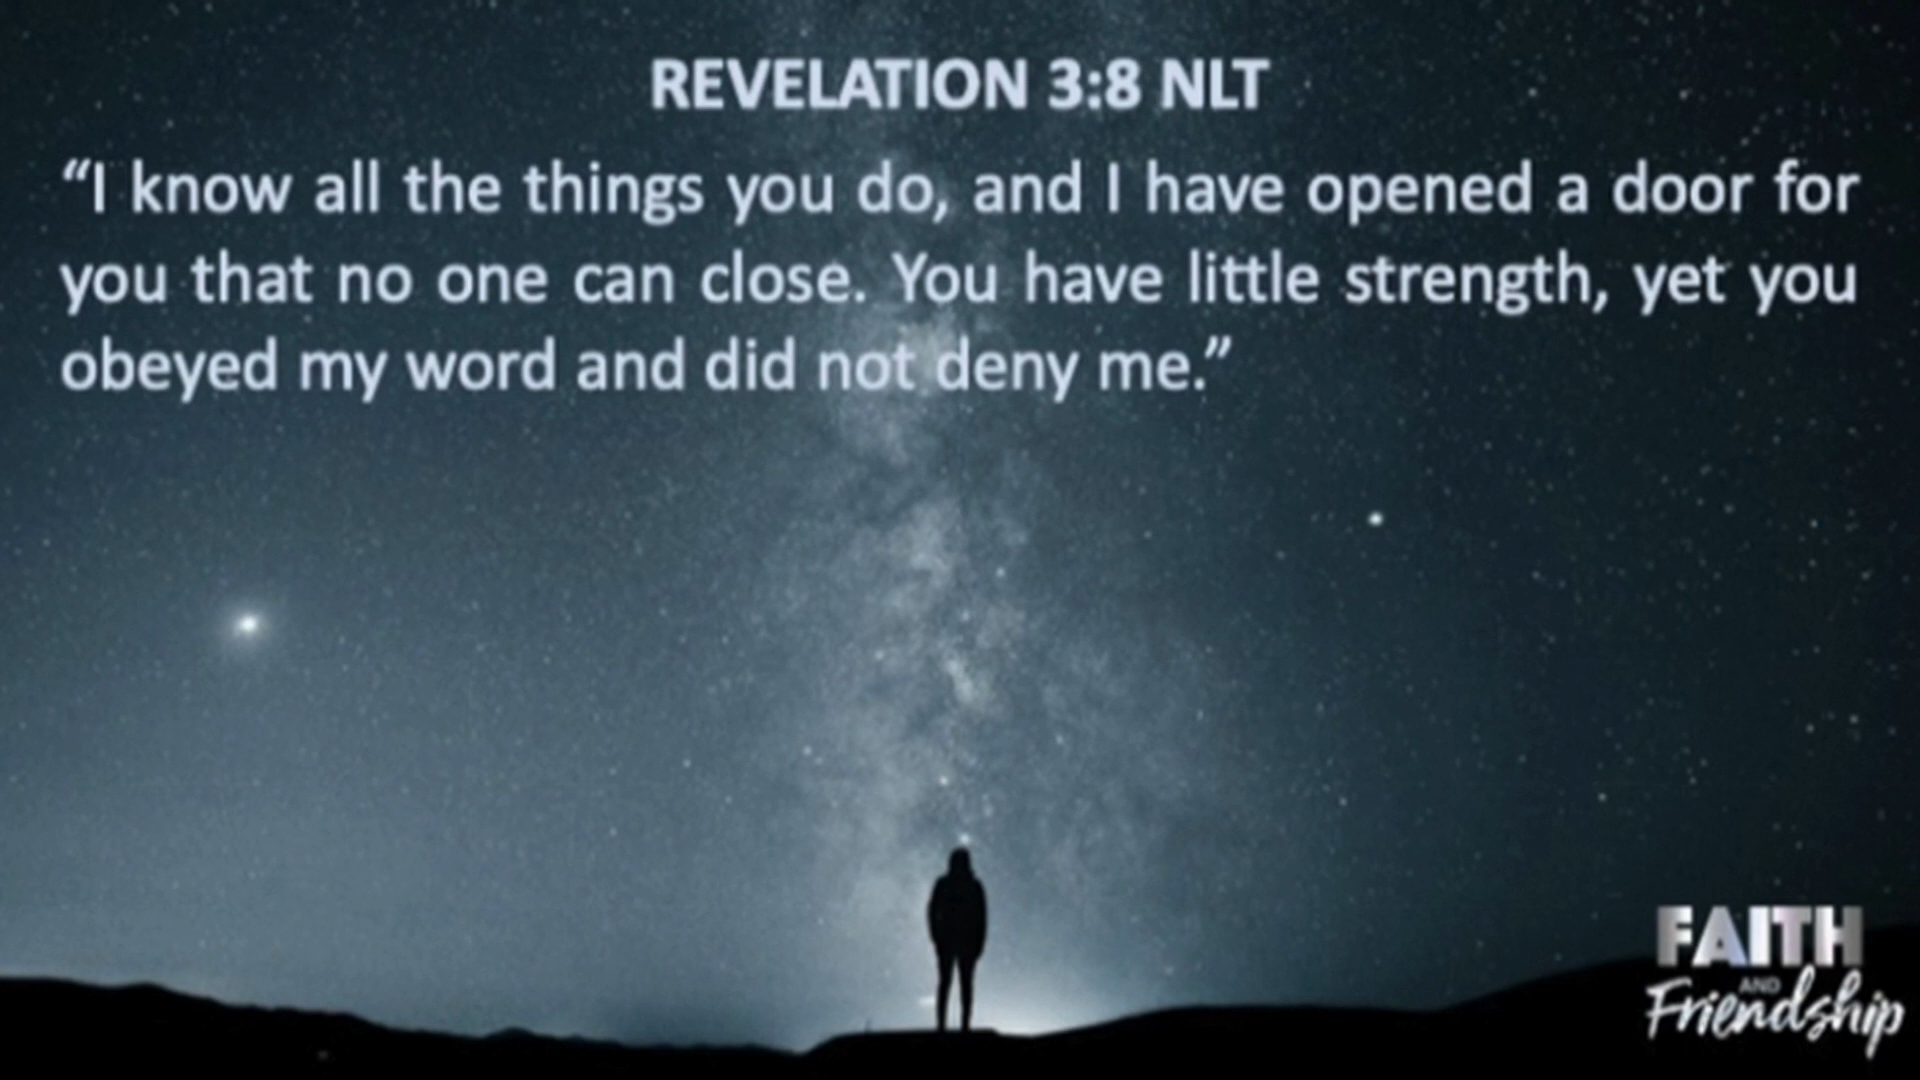 REVELATION 3:8 NLT
“I know all the things you do, and I have opened a door for
you that no one can close. You have little strength, yet you
obeyed my word and did not deny me.”
FAITH
AND
Friendship